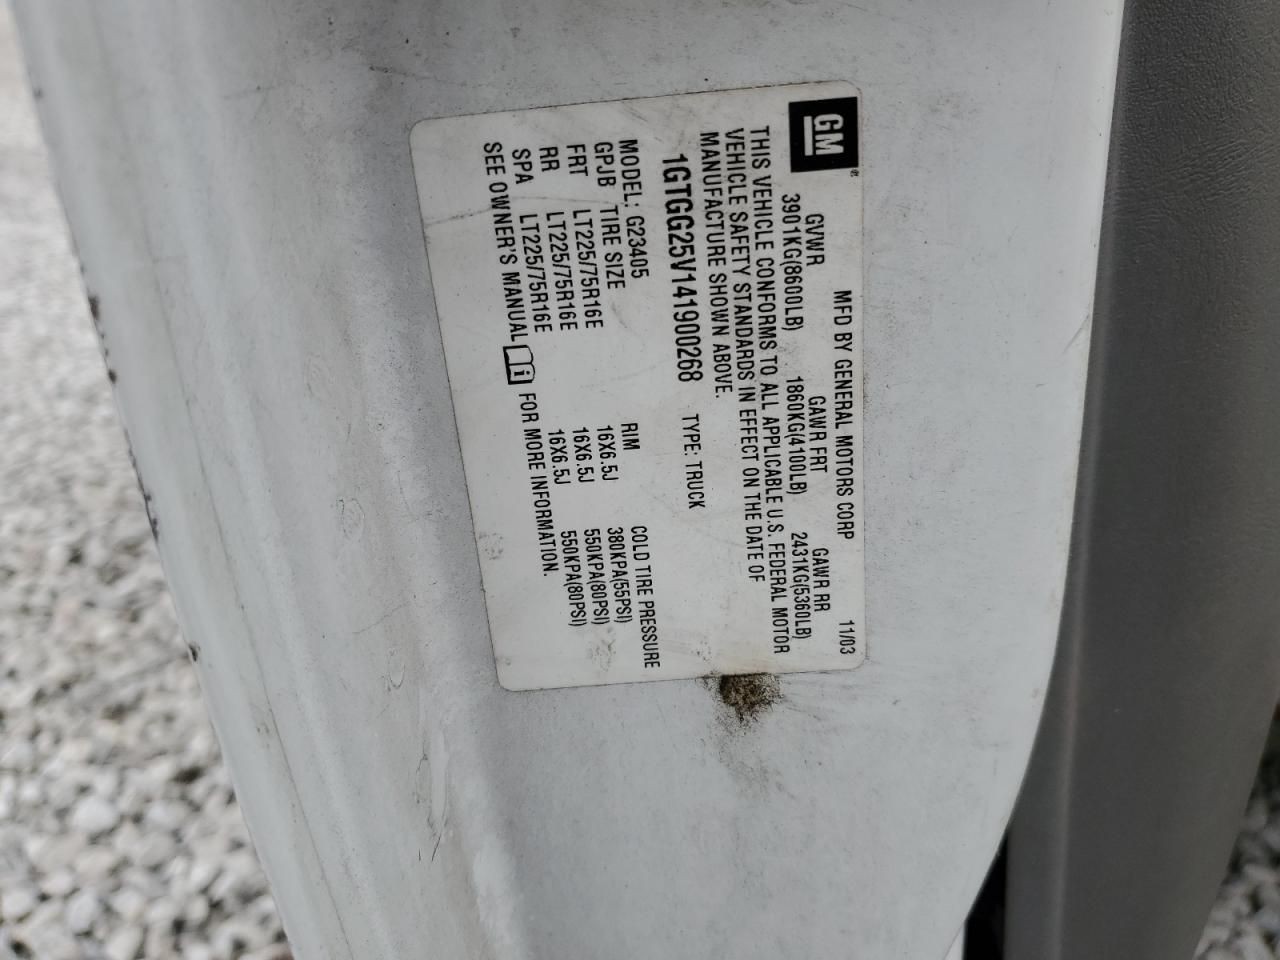 GM
MFD BY GENERAL MOTORS CORP 11/03
GVWR GAWR FRT GAWR RR
3901KG(8600LB) 1860KG(4100LB) 2431KG(5360LB)
THIS VEHICLE CONFORMS TO ALL APPLICABLE U.S. FEDERAL MOTOR
VEHICLE SAFETY STANDARDS IN EFFECT ON THE DATE OF
MANUFACTURE SHOWN ABOVE.
1GTGG25V141900268 TYPE: TRUCK
MODEL: G23405
GPJB TIRE SIZE RIM COLD TIRE PRESSURE
FRT LT225/75R16E 16X6.5J 380KPA(55PSI)
RR LT225/75R16E 16X6.5J 550KPA(80PSI)
SPA LT225/75R16E 16X6.5J 550KPA(80PSI)
SEE OWNER'S MANUAL i FOR MORE INFORMATION.